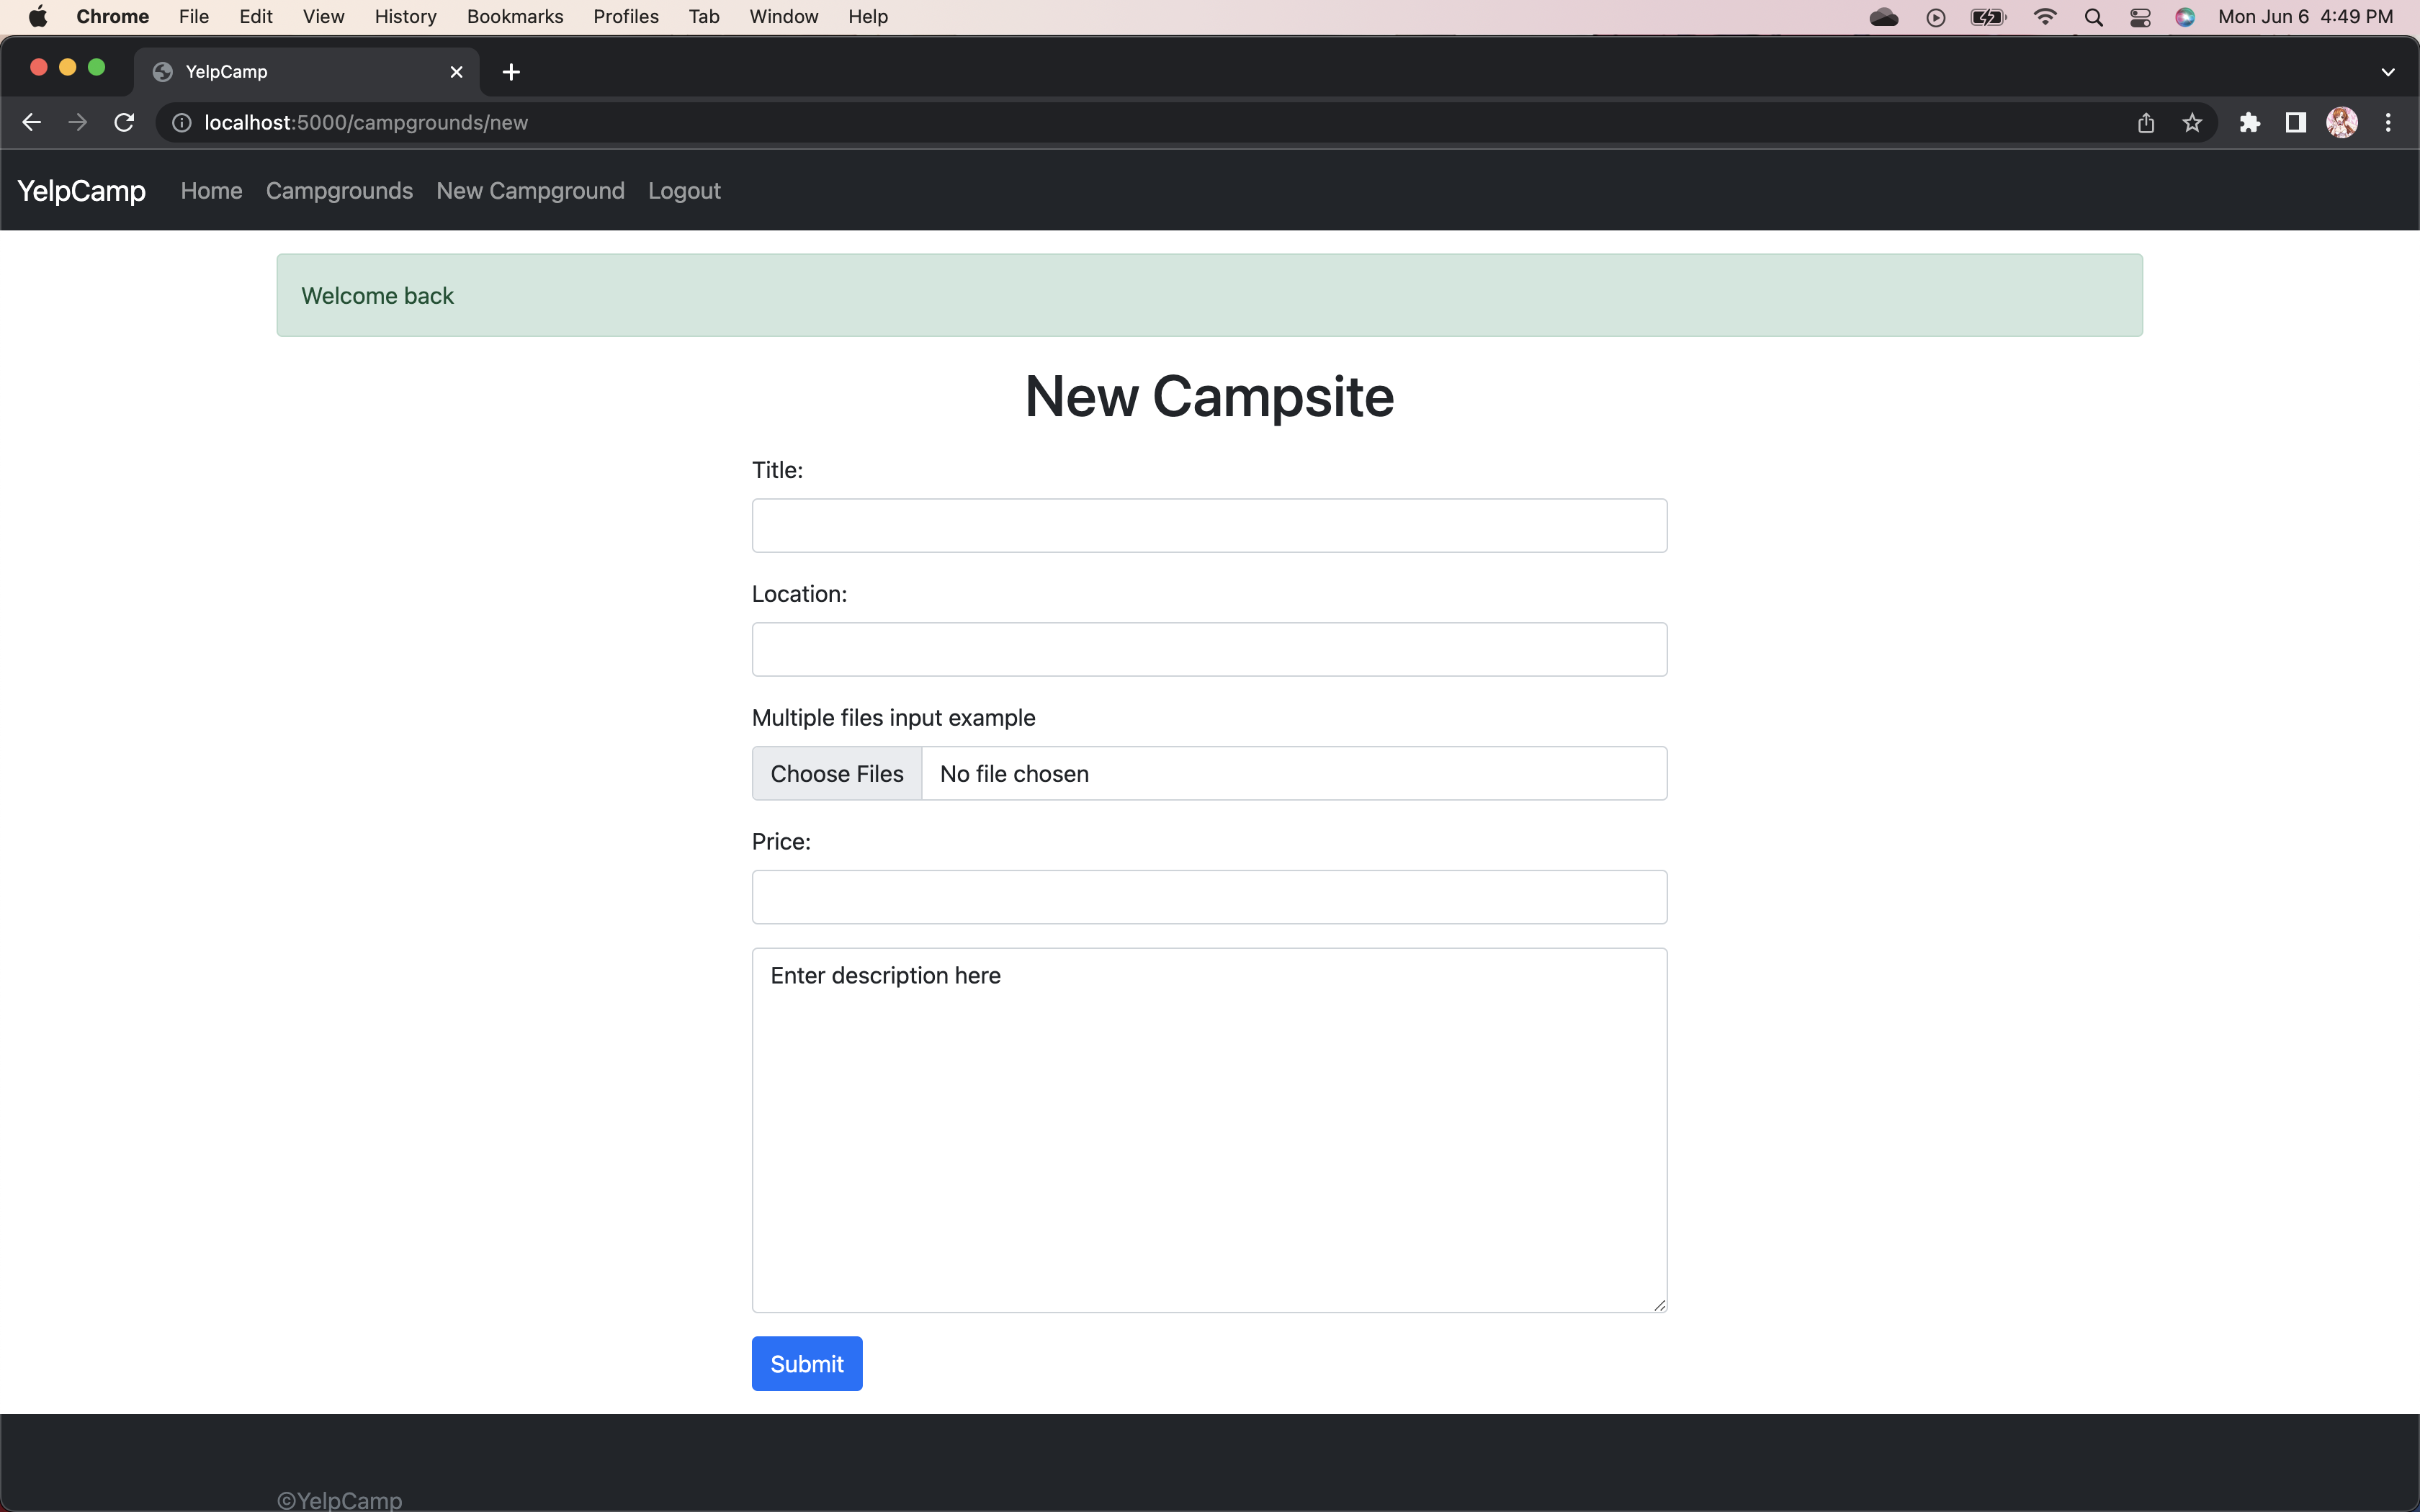 Chrome File Edit View History Bookmarks Profiles Tab Window Help Mon Jun 6 4:49 PM
YelpCamp
localhost:5000/campgrounds/new
YelpCamp Home Campgrounds New Campground Logout
Welcome back
New Campsite
Title:
Location:
Multiple files input example
Choose Files No file chosen
Price:
Enter description here
Submit
©YelpCamp